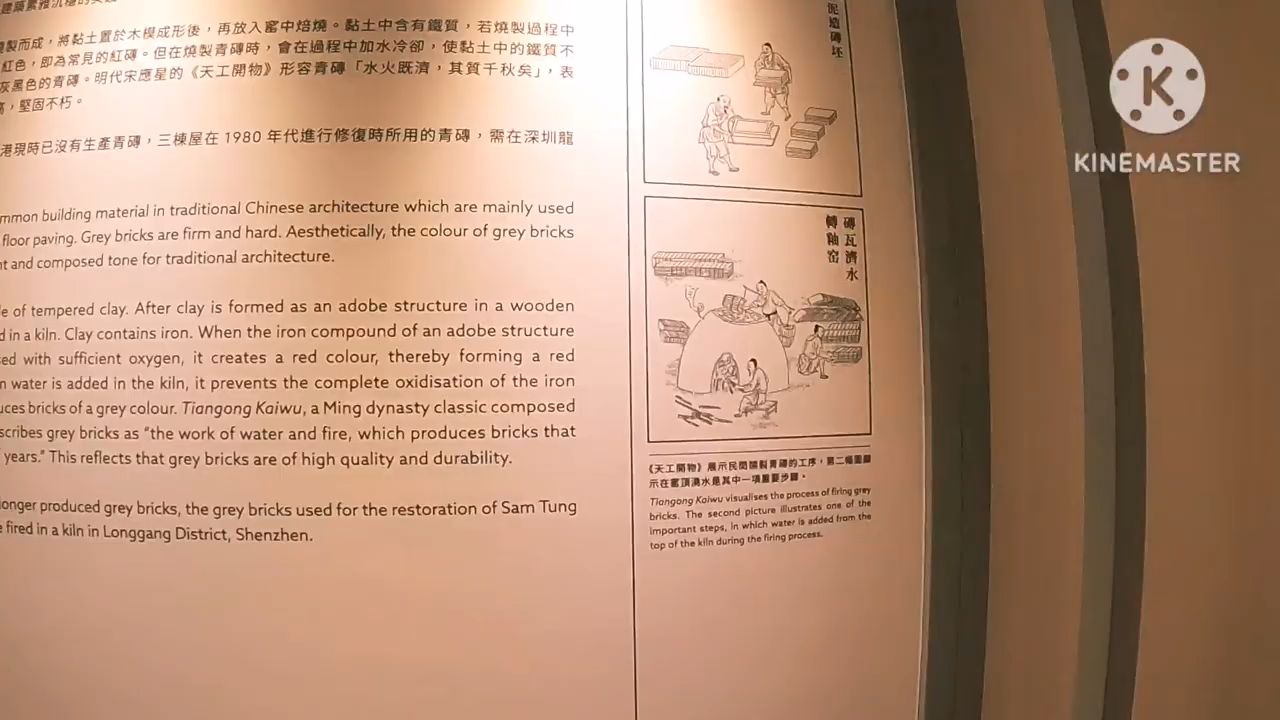 製而成，將黏土置於木模成形後，再放入窰中焙燒。黏土中含有鐵質，若燒製過程中
紅色，即為常見的紅磚。但在燒製青磚時，會在過程中加水冷卻，使黏土中的鐵質不
灰黑色的青磚。明代宋應星的《天工開物》形容青磚「水火既濟，其質千秋矣」，表
，堅固不朽。
港現時已沒有生產青磚，三棟屋在 1980 年代進行修復時所用的青磚，需在深圳龍
mmon building material in traditional Chinese architecture which are mainly used
floor paving. Grey bricks are firm and hard. Aesthetically, the colour of grey bricks
nt and composed tone for traditional architecture.
e of tempered clay. After clay is formed as an adobe structure in a wooden
d in a kiln. Clay contains iron. When the iron compound of an adobe structure
sed with sufficient oxygen, it creates a red colour, thereby forming a red
n water is added in the kiln, it prevents the complete oxidisation of the iron
uces bricks of a grey colour. Tiangong Kaiwu, a Ming dynasty classic composed
scribes grey bricks as "the work of water and fire, which produces bricks that
years." This reflects that grey bricks are of high quality and durability.
onger produced grey bricks, the grey bricks used for the restoration of Sam Tung
e fired in a kiln in Longgang District, Shenzhen.
泥造磚坯
磚瓦濟水
轉釉窑
《天工開物》展示民間燒製青磚的工序，第二幅圖顯
示在窰頂澆水是其中一項重要步驟。
Tiangong Kaiwu visualises the process of firing grey
bricks. The second picture illustrates one of the
important steps, in which water is added from the
top of the kiln during the firing process.
K
KINEMASTER